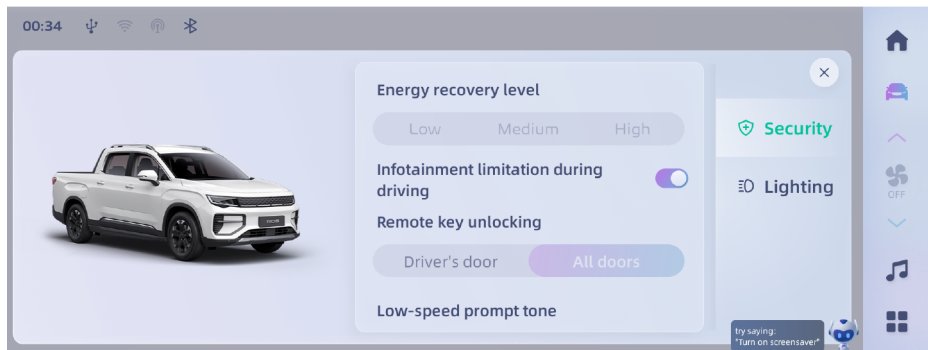 00:34
Energy recovery level
Low Medium High
Infotainment limitation during
driving
Remote key unlocking
Driver's door All doors
Low-speed prompt tone
Security
Lighting
OFF
try saying:
"Turn on screensaver"